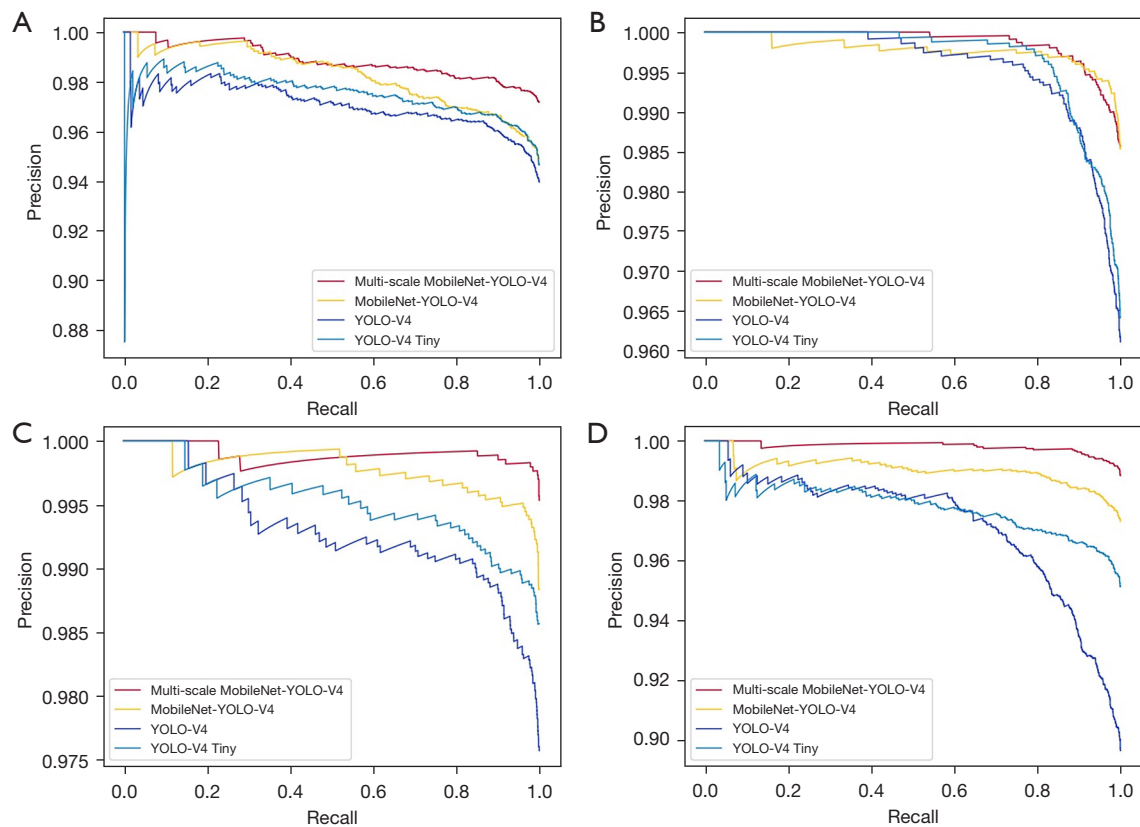 A
1.00
0.98
0.96
0.94
0.92
0.90
0.88
Precision
Multi-scale MobileNet-YOLO-V4
MobileNet-YOLO-V4
YOLO-V4
YOLO-V4 Tiny
0.0 0.2 0.4 0.6 0.8 1.0
Recall
B
1.000
0.995
0.990
0.985
0.980
0.975
0.970
0.965
0.960
Precision
Multi-scale MobileNet-YOLO-V4
MobileNet-YOLO-V4
YOLO-V4
YOLO-V4 Tiny
0.0 0.2 0.4 0.6 0.8 1.0
Recall
C
1.000
0.995
0.990
0.985
0.980
0.975
Precision
Multi-scale MobileNet-YOLO-V4
MobileNet-YOLO-V4
YOLO-V4
YOLO-V4 Tiny
0.0 0.2 0.4 0.6 0.8 1.0
Recall
D
1.00
0.98
0.96
0.94
0.92
0.90
Precision
Multi-scale MobileNet-YOLO-V4
MobileNet-YOLO-V4
YOLO-V4
YOLO-V4 Tiny
0.0 0.2 0.4 0.6 0.8 1.0
Recall